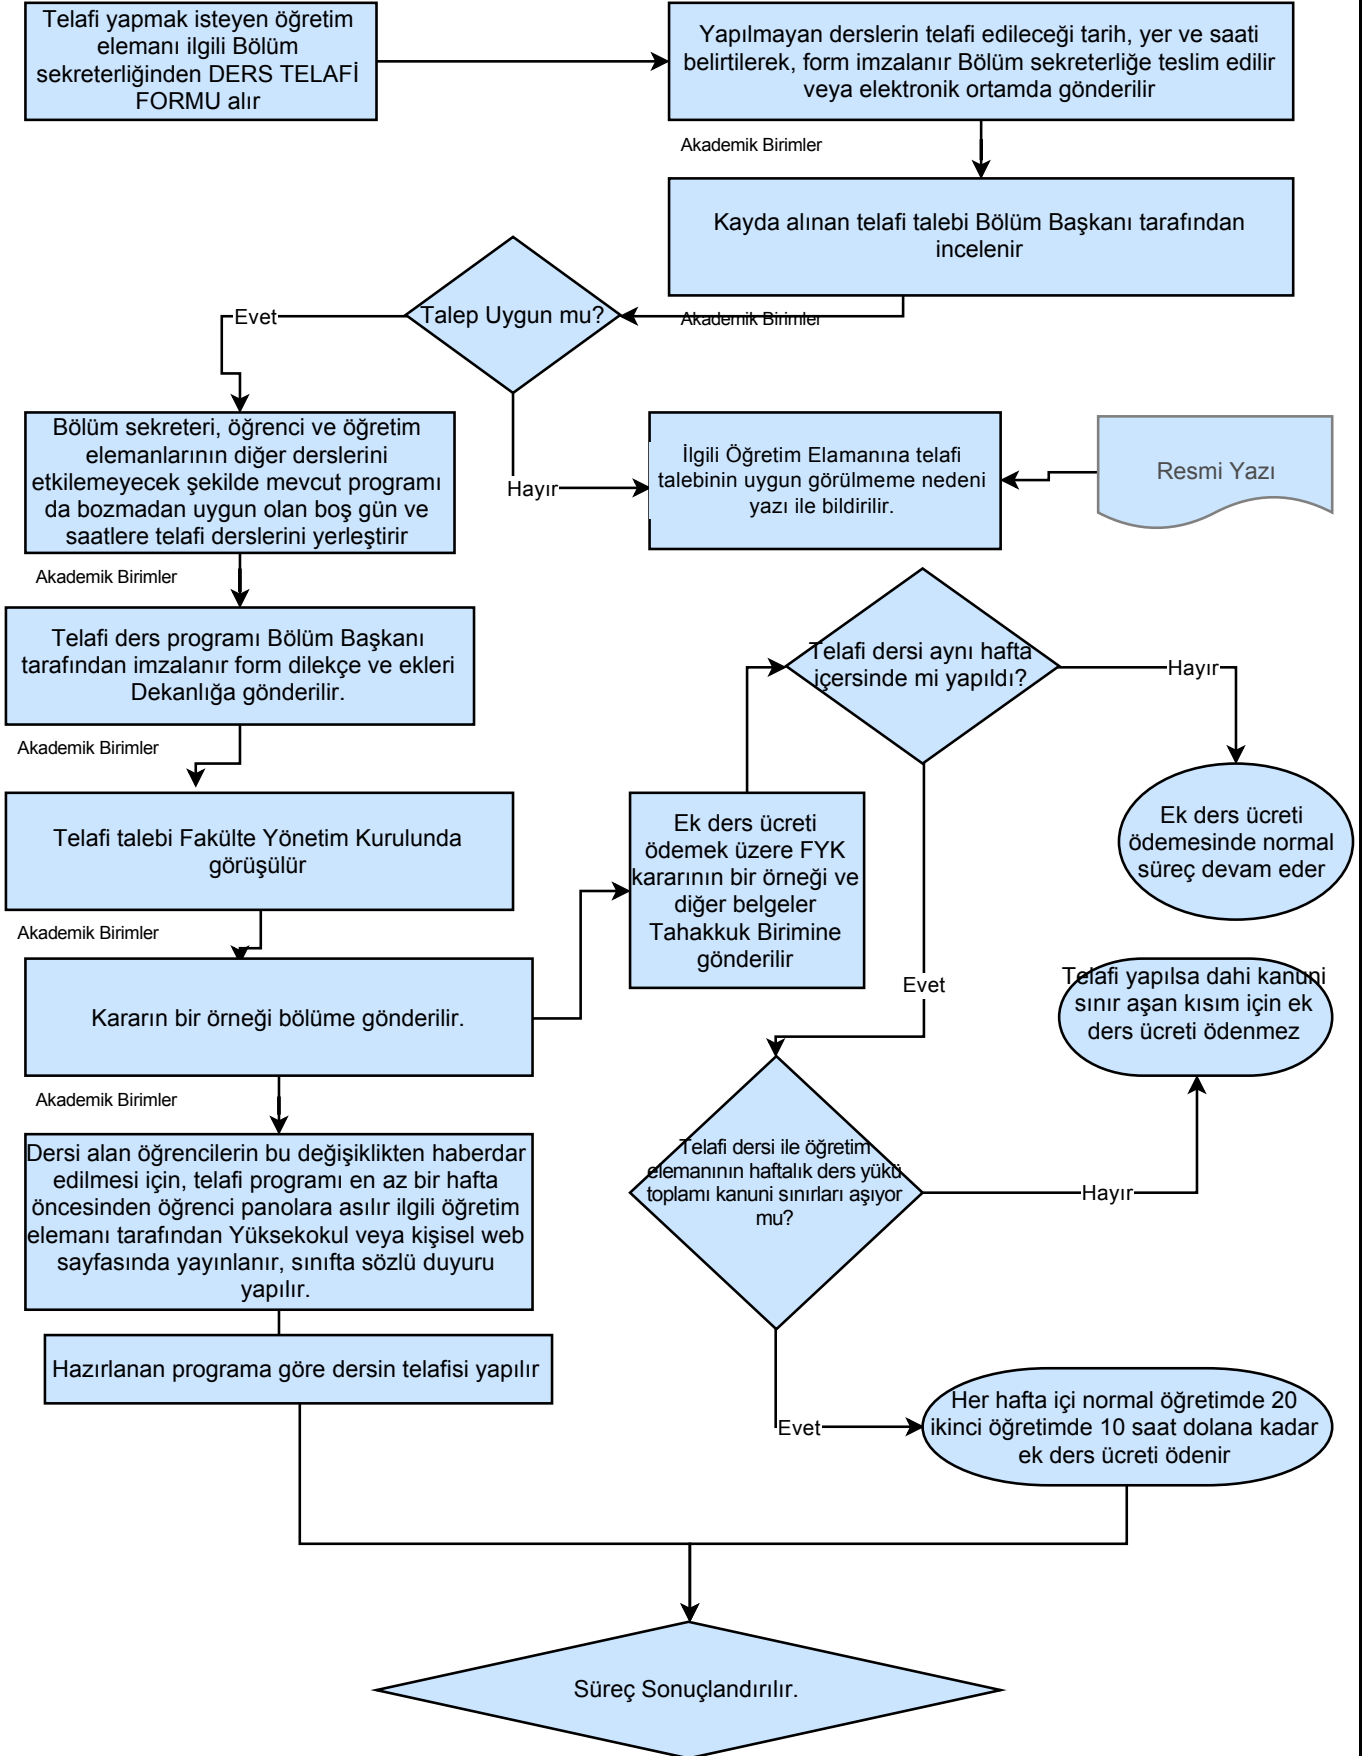 Telafi yapmak isteyen öğretim
elemanı ilgili Bölüm
sekreterliğinden DERS TELAFİ
FORMU alır
Yapılmayan derslerin telafi edileceği tarih, yer ve saati
belirtilerek, form imzalanır Bölüm sekreterliğe teslim edilir
veya elektronik ortamda gönderilir
Akademik Birimler
Kayda alınan telafi talebi Bölüm Başkanı tarafından
incelenir
Akademik Birimler
Talep Uygun mu?
Evet
Hayır
Bölüm sekreteri, öğrenci ve öğretim
elemanlarının diğer derslerini
etkilemeyecek şekilde mevcut programı
da bozmadan uygun olan boş gün ve
saatlere telafi derslerini yerleştirir
İlgili Öğretim Elamanına telafi
talebinin uygun görülmeme nedeni
yazı ile bildirilir.
Resmi Yazı
Akademik Birimler
Telafi ders programı Bölüm Başkanı
tarafından imzalanır form dilekçe ve ekleri
Dekanlığa gönderilir.
Akademik Birimler
Telafi talebi Fakülte Yönetim Kurulunda
görüşülür
Akademik Birimler
Kararın bir örneği bölüme gönderilir.
Akademik Birimler
Ek ders ücreti
ödemek üzere FYK
kararının bir örneği ve
diğer belgeler
Tahakkuk Birimine
gönderilir
Telafi dersi aynı hafta
içersinde mi yapıldı?
Hayır
Ek ders ücreti
ödemesinde normal
süreç devam eder
Evet
Telafi yapılsa dahi kanuni
sınır aşan kısım için ek
ders ücreti ödenmez
Telafi dersi ile öğretim
elemanının haftalık ders yükü
toplamı kanuni sınırları aşıyor
mu?
Hayır
Evet
Her hafta içi normal öğretimde 20
ikinci öğretimde 10 saat dolana kadar
ek ders ücreti ödenir
Dersi alan öğrencilerin bu değişiklikten haberdar
edilmesi için, telafi programı en az bir hafta
öncesinden öğrenci panolara asılır ilgili öğretim
elemanı tarafından Yüksekokul veya kişisel web
sayfasında yayınlanır, sınıfta sözlü duyuru
yapılır.
Hazırlanan programa göre dersin telafisi yapılır
Süreç Sonuçlandırılır.